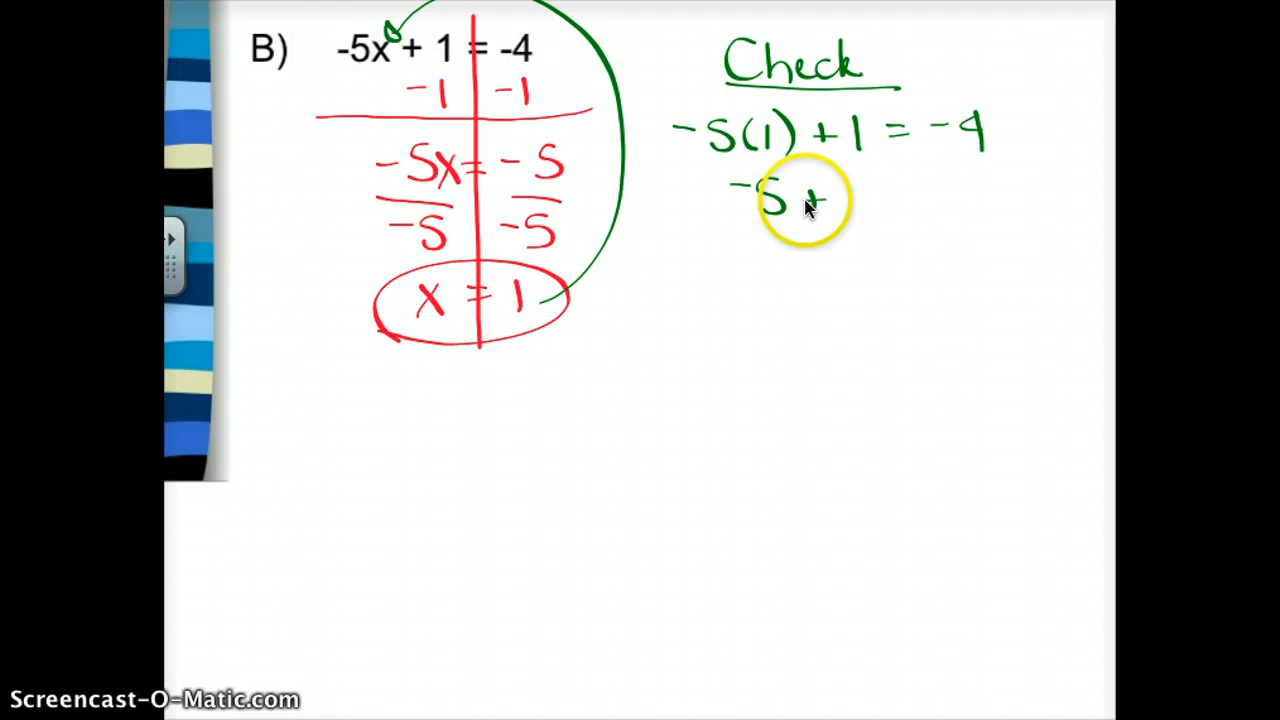 B) -5x + 1 = -4
-1 -1
-5x = -5
-5 -5
x = 1
Check
-5(1) + 1 = -4
-5 +
Screencast-O-Matic.com